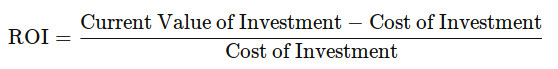 ROI = Current Value of Investment − Cost of Investment
Cost of Investment